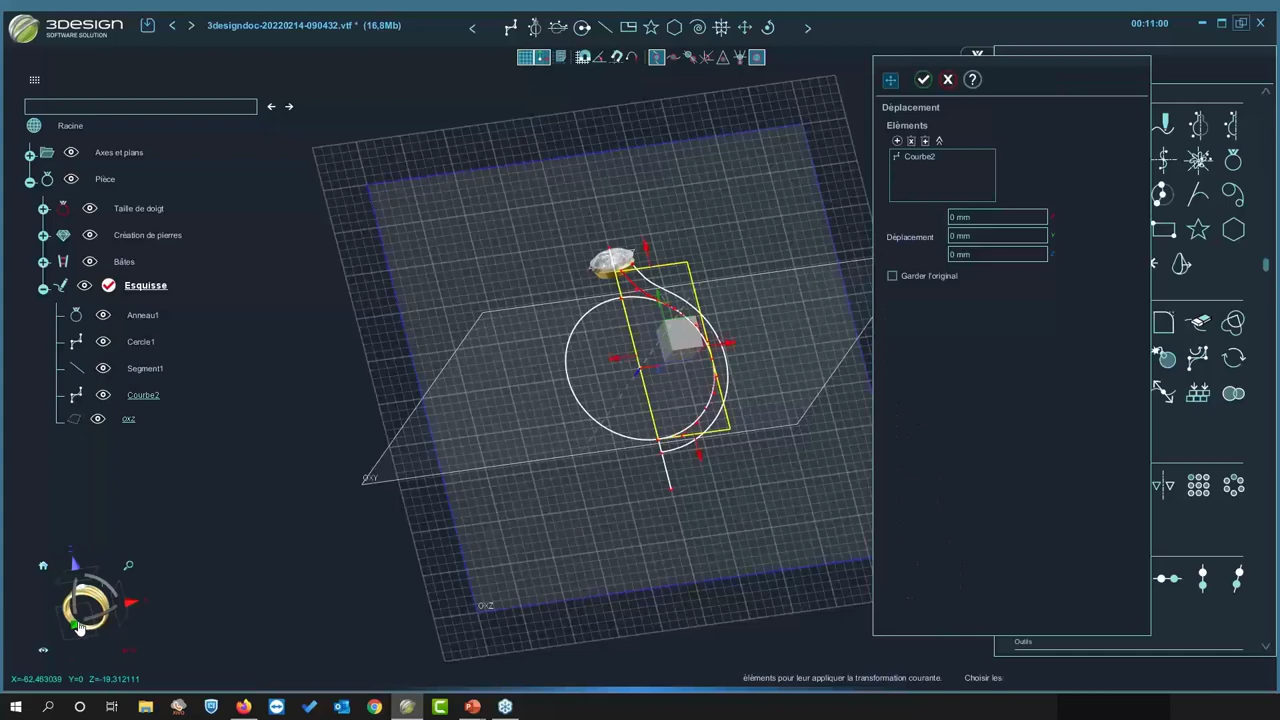 3DESIGN
SOFTWARE SOLUTION
3designdoc-20220214-090432.vtf * (16,8Mb)
00:11:00
Racine
Axes et plans
Pièce
Taille de doigt
Création de pierres
Bâtes
Esquisse
Anneau1
Cercle1
Segment1
Courbe2
oxz
Déplacement
Eléments
Courbe2
0 mm
Déplacement
0 mm
0 mm
Garder l'original
OXY
OXZ
Outils
X=-62,463039 Y=0 Z=-19,312111
éléments pour leur appliquer la transformation courante.
Choisir les